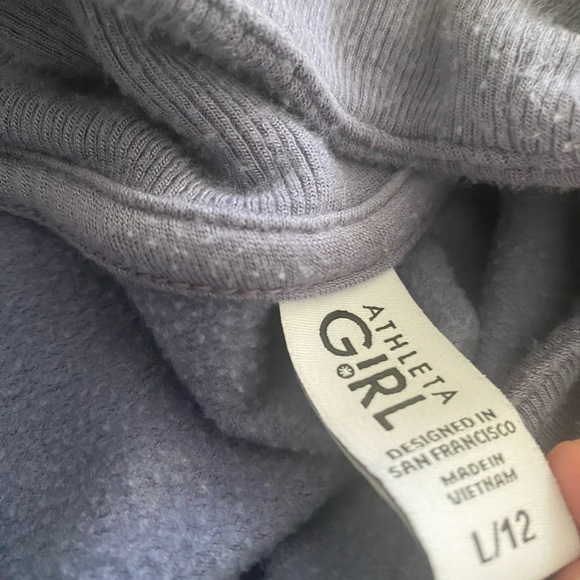 ATHLETA
GIRL
DESIGNED IN
SAN FRANCISCO
MADE IN
VIETNAM
L/12